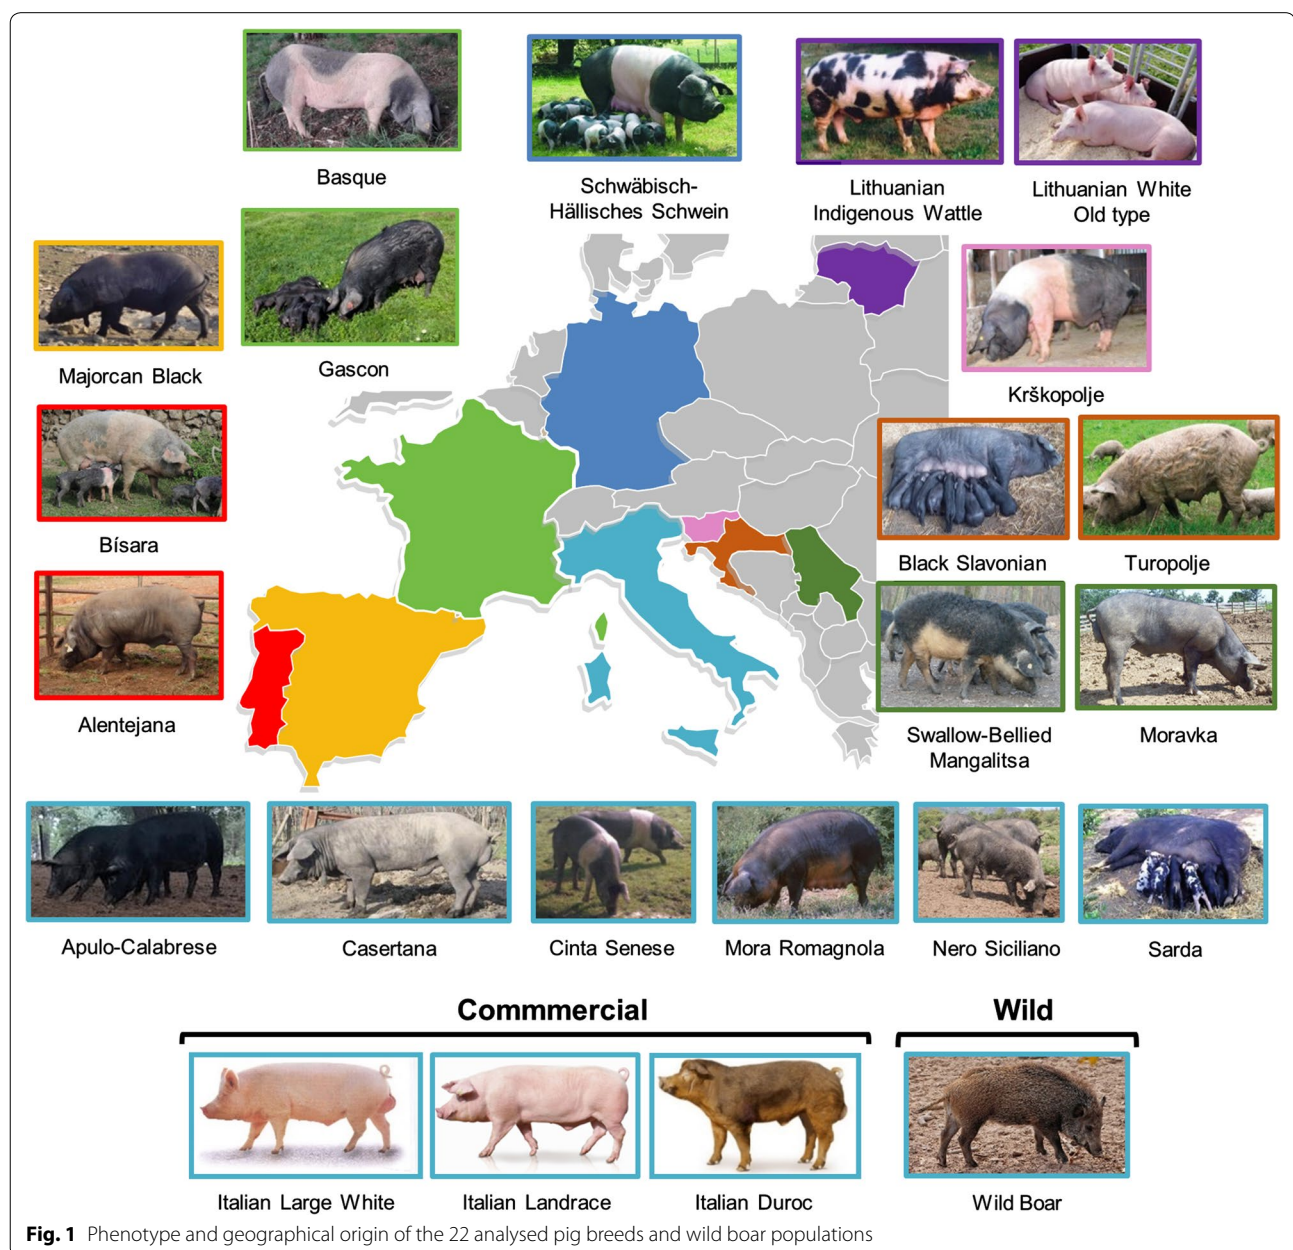 Basque
Schwäbisch-
Hällisches Schwein
Lithuanian
Indigenous Wattle
Lithuanian White
Old type
Majorcan Black
Gascon
Krškopolje
Bísara
Black Slavonian
Turopolje
Alentejana
Swallow-Bellied
Mangalitsa
Moravka
Apulo-Calabrese
Casertana
Cinta Senese
Mora Romagnola
Nero Siciliano
Sarda
Commmercial
Wild
Italian Large White
Italian Landrace
Italian Duroc
Wild Boar
Fig. 1 Phenotype and geographical origin of the 22 analysed pig breeds and wild boar populations